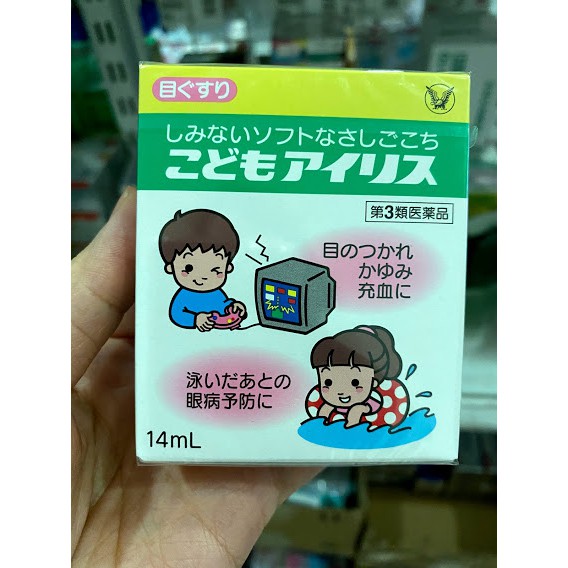 目ぐすり
しみないソフトなさしごこち
こどもアイリス
第3類医薬品
目のつかれ
かゆみ
充血に
泳いだあとの
眼病予防に
14mL